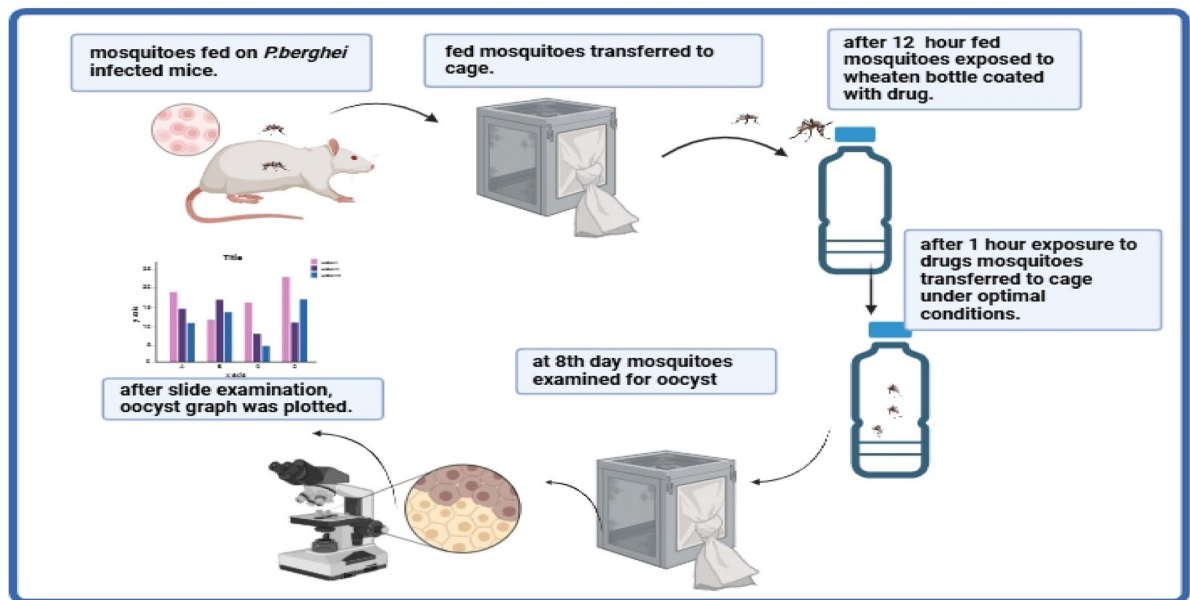 mosquitoes fed on P.berghei
infected mice.
fed mosquitoes transferred to
cage.
after 12 hour fed
mosquitoes exposed to
wheaten bottle coated
with drug.
after 1 hour exposure to
drugs mosquitoes
transferred to cage
under optimal
conditions.
at 8th day mosquitoes
examined for oocyst
Title
y axis
A B C D
x axis
after slide examination,
oocyst graph was plotted.